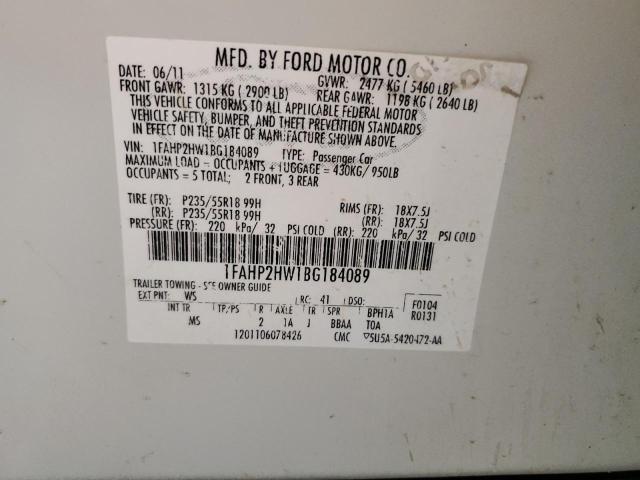 MFD. BY FORD MOTOR CO.
DATE: 06/11 GVWR: 2477 KG ( 5460 LB)
FRONT GAWR: 1315 KG ( 2900 LB) REAR GAWR: 1198 KG ( 2640 LB)
THIS VEHICLE CONFORMS TO ALL APPLICABLE FEDERAL MOTOR
VEHICLE SAFETY, BUMPER, AND THEFT PREVENTION STANDARDS
IN EFFECT ON THE DATE OF MANUFACTURE SHOWN ABOVE.
VIN: 1FAHP2HW1BG184089 TYPE: Passenger Car
MAXIMUM LOAD = OCCUPANTS + LUGGAGE = 430KG/950LB
OCCUPANTS = 5 TOTAL; 2 FRONT, 3 REAR
TIRE (FR): P235/55R18 99H RIMS (FR): 18X7.5J
(RR): P235/55R18 99H (RR): 18X7.5J
PRESSURE (FR): 220 kPa/ 32 PSI COLD (RR): 220 kPa/ 32 PSI COLD
1FAHP2HW1BG184089
TRAILER TOWING - SEE OWNER GUIDE
EXT PNT: WS RC: 41 DSO: F0104
INT TR TP/PS R AXLE TR SPR BPH1A R0131
MS 2 1A J BBAA TOA
1201106078426 CMC ▽5U5A-5420472-AA